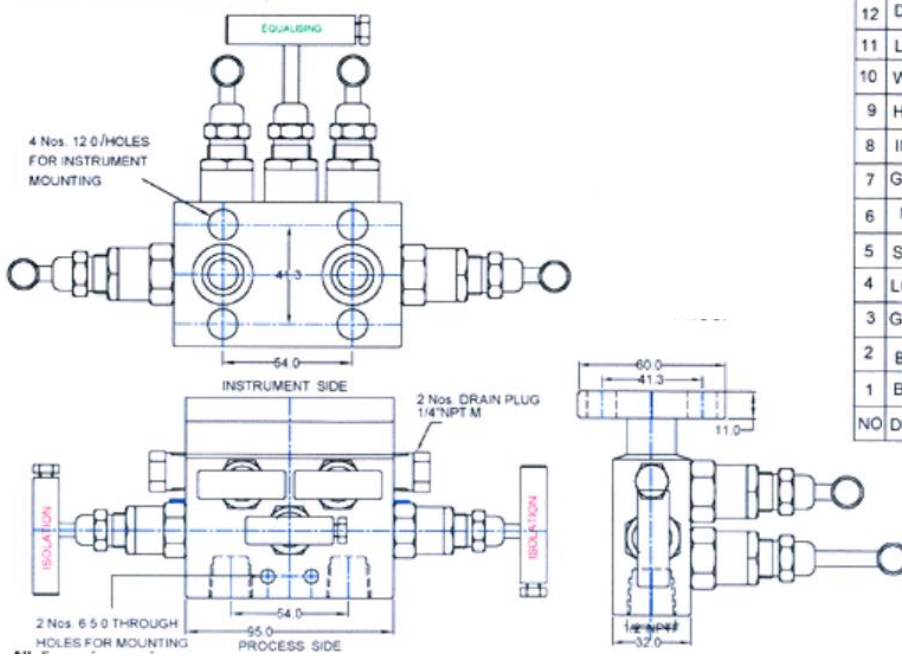 EQUALISING
4 Nos. 12 0/HOLES
FOR INSTRUMENT
MOUNTING
41.3
54.0
INSTRUMENT SIDE
2 Nos. DRAIN PLUG
1/4"NPT M
ISOLATION
ISOLATION
2 Nos. 6 5 0 THROUGH
HOLES FOR MOUNTING
54.0
95.0
PROCESS SIDE
60.0
41.3
11.0
32.0
12 D
11 L
10 W
9 H
8
7 G
6
5 S
4
3 G
2
1 B
NO D